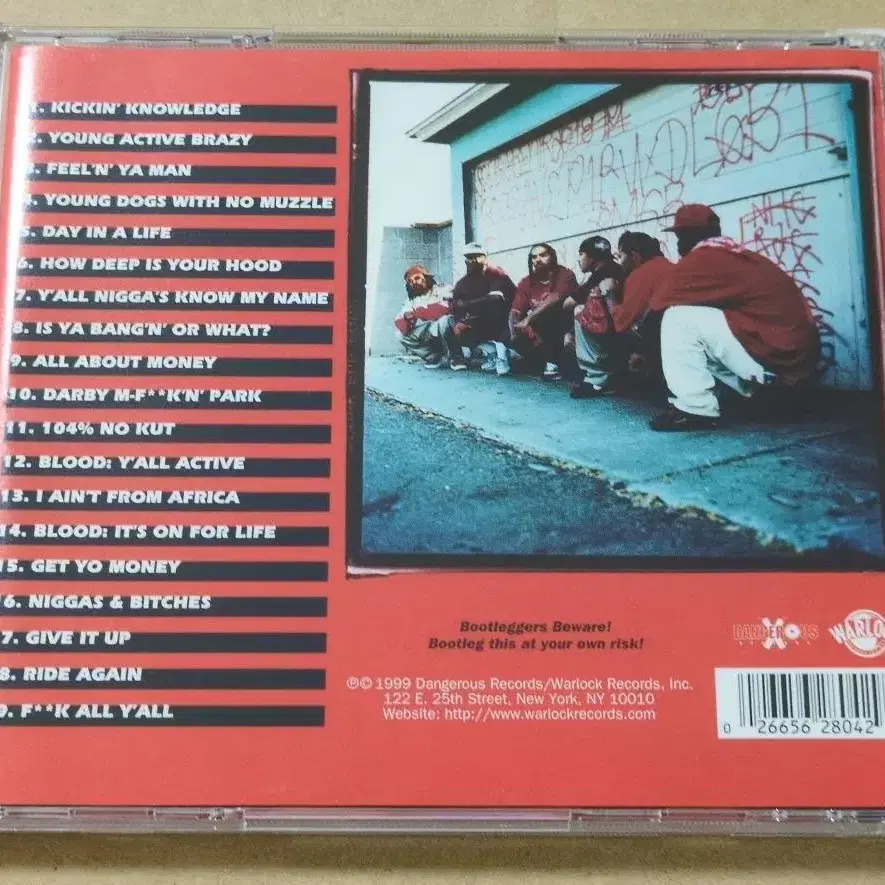 1. KICKIN' KNOWLEDGE
2. YOUNG ACTIVE BRAZY
3. FEEL'N' YA MAN
4. YOUNG DOGS WITH NO MUZZLE
5. DAY IN A LIFE
6. HOW DEEP IS YOUR HOOD
7. Y'ALL NIGGA'S KNOW MY NAME
8. IS YA BANG'N' OR WHAT?
9. ALL ABOUT MONEY
10. DARBY M-F**K'N' PARK
11. 104% NO KUT
12. BLOOD: Y'ALL ACTIVE
13. I AIN'T FROM AFRICA
14. BLOOD: IT'S ON FOR LIFE
15. GET YO MONEY
6. NIGGAS & BITCHES
7. GIVE IT UP
8. RIDE AGAIN
9. F**K ALL Y'ALL
Bootleggers Beware!
Bootleg this at your own risk!
DANGEROUS
WARLO
℗© 1999 Dangerous Records/Warlock Records, Inc.
122 E. 25th Street, New York, NY 10010
Website: http://www.warlockrecords.com
0 26656 28042